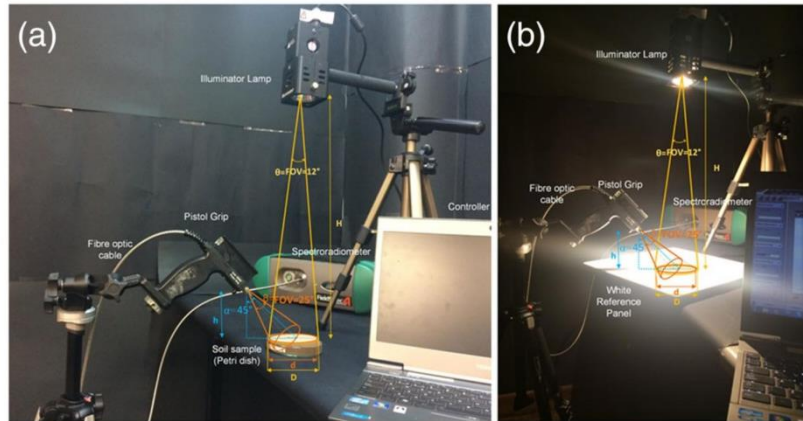 (a)
Illuminator Lamp
θ=FOV=12°
H
Pistol Grip
Controller
Fibre optic
cable
Spectroradiometer
FOV=25°
α=45°
h
Soil sample
(Petri dish)
d
D
(b)
Illuminator Lamp
θ=FOV=12°
H
Pistol Grip
Fibre optic
cable
Spectroradiometer
α=45°
h
White
Reference
Panel
d
D